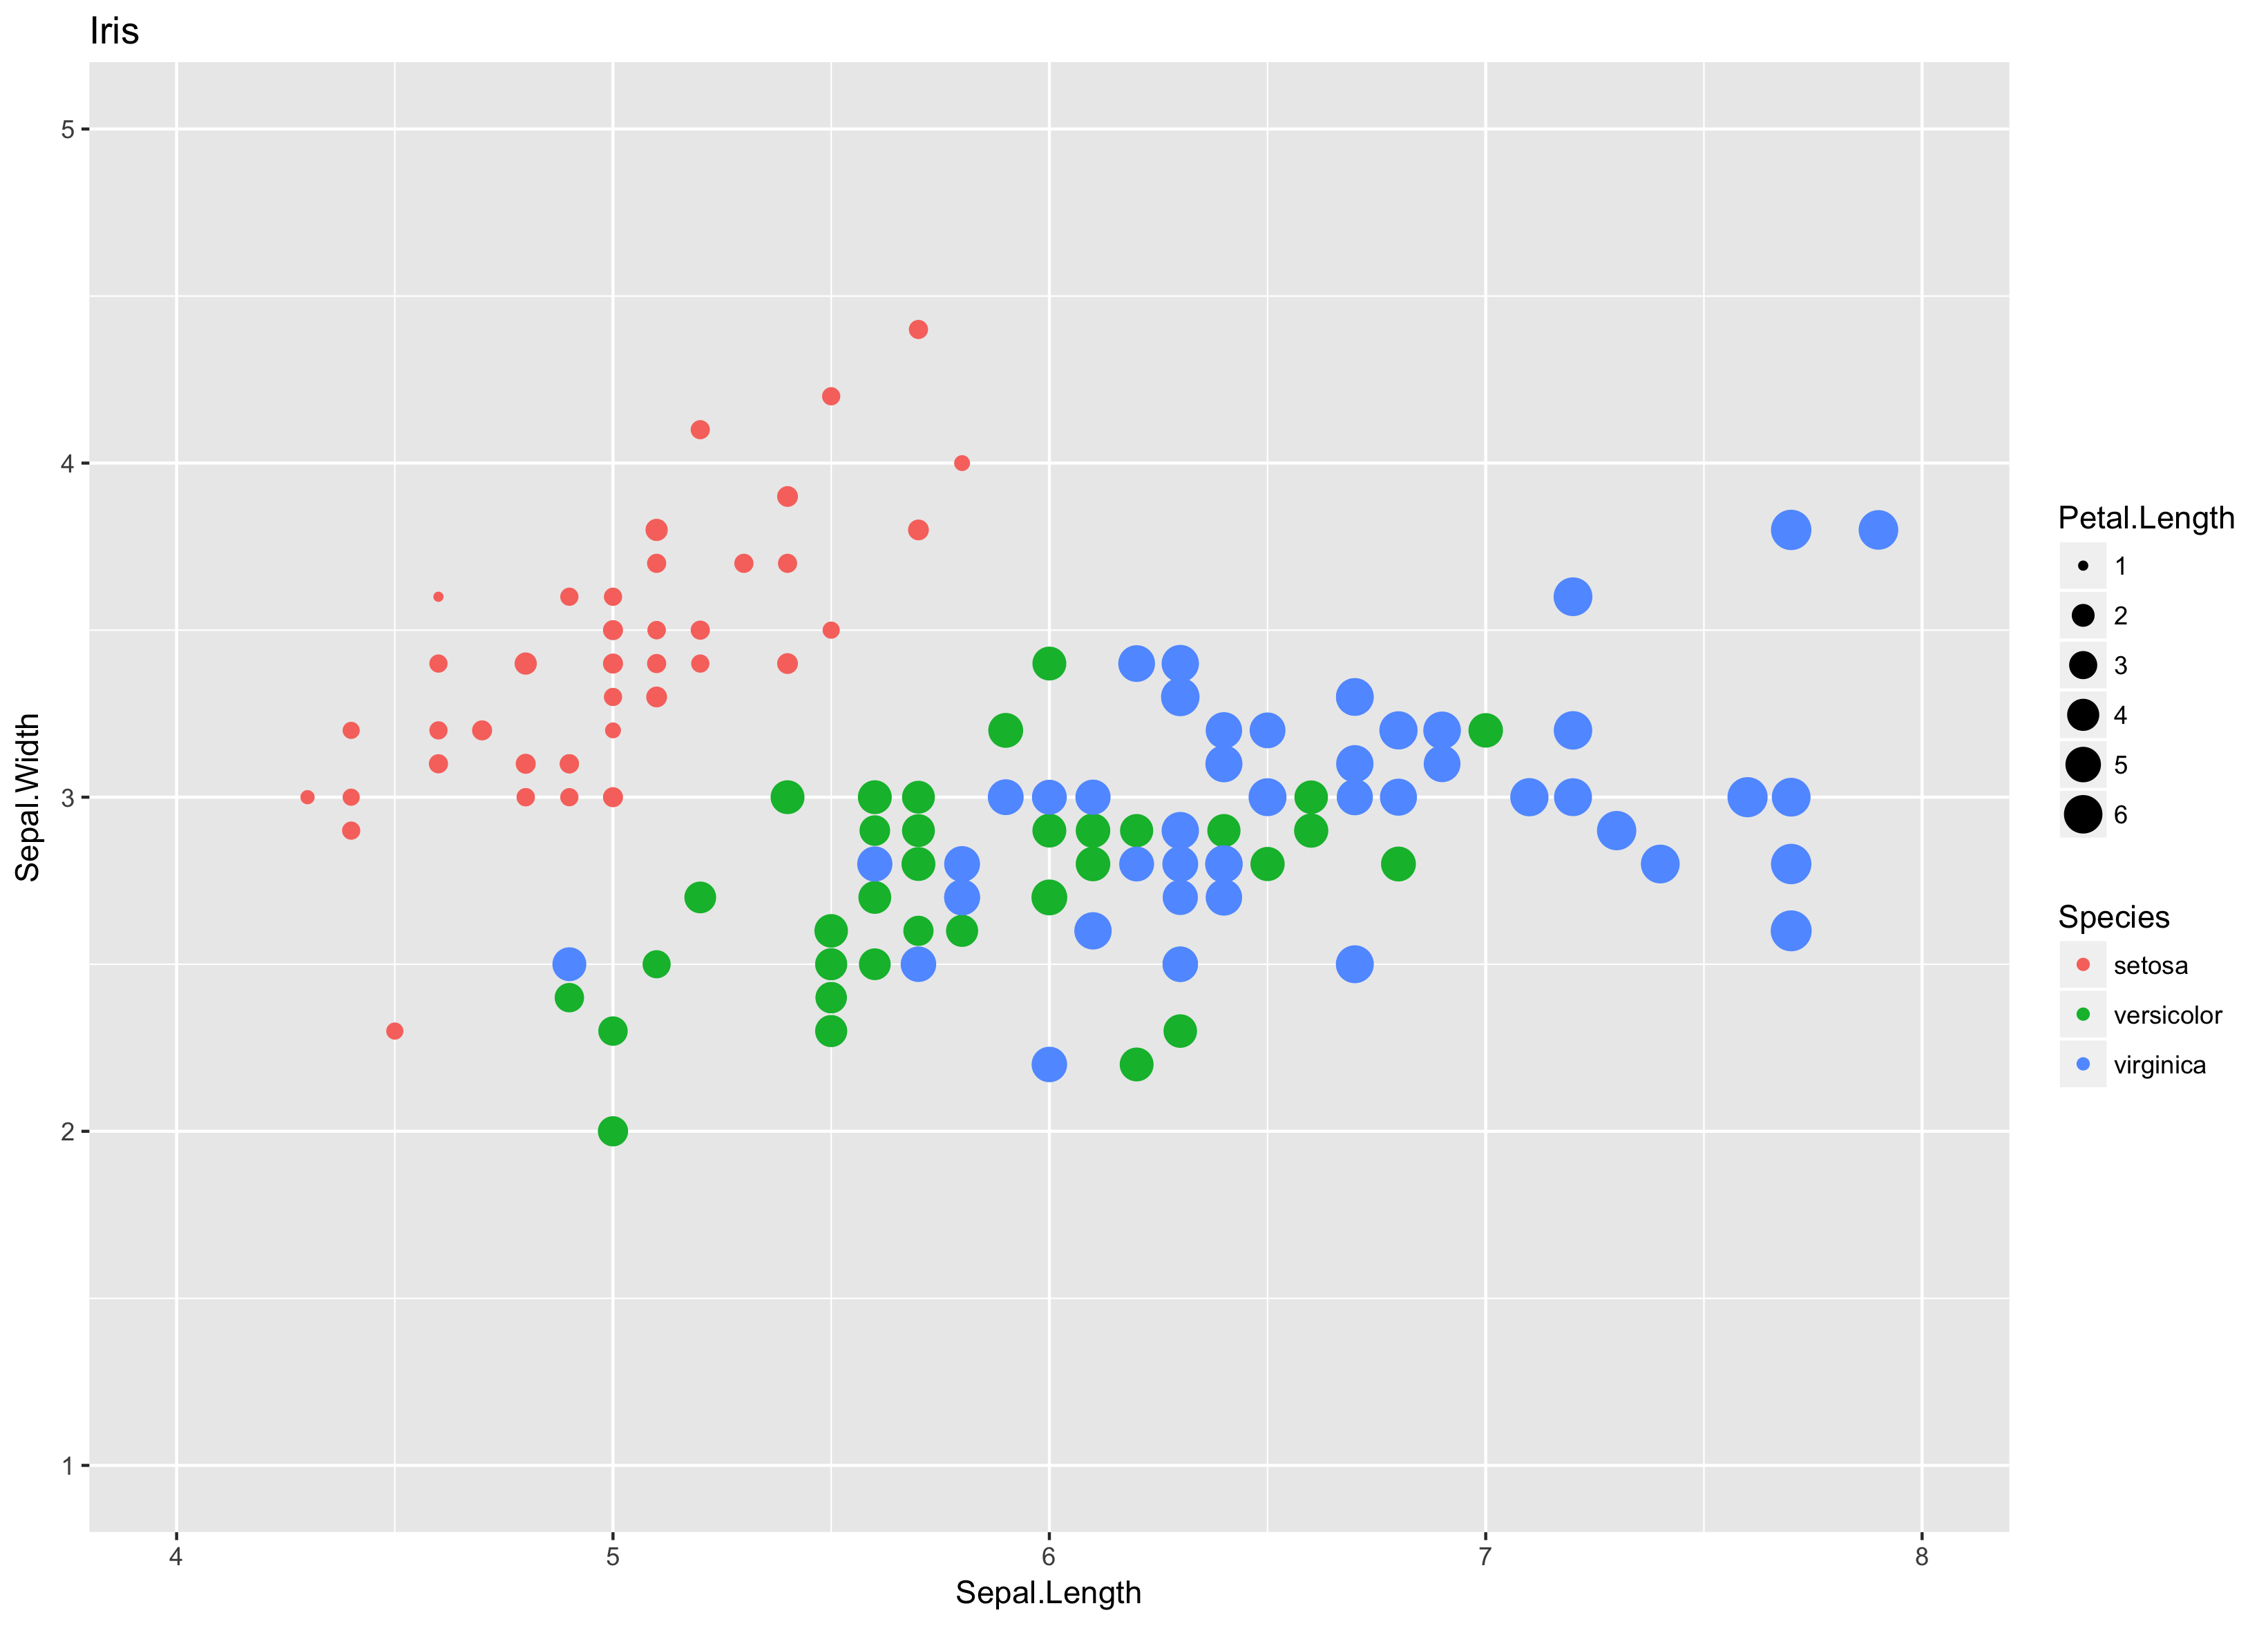 Iris
5
4
3
2
1
Sepal.Width
4 5 6 7 8
Sepal.Length
Petal.Length
1
2
3
4
5
6
Species
setosa
versicolor
virginica